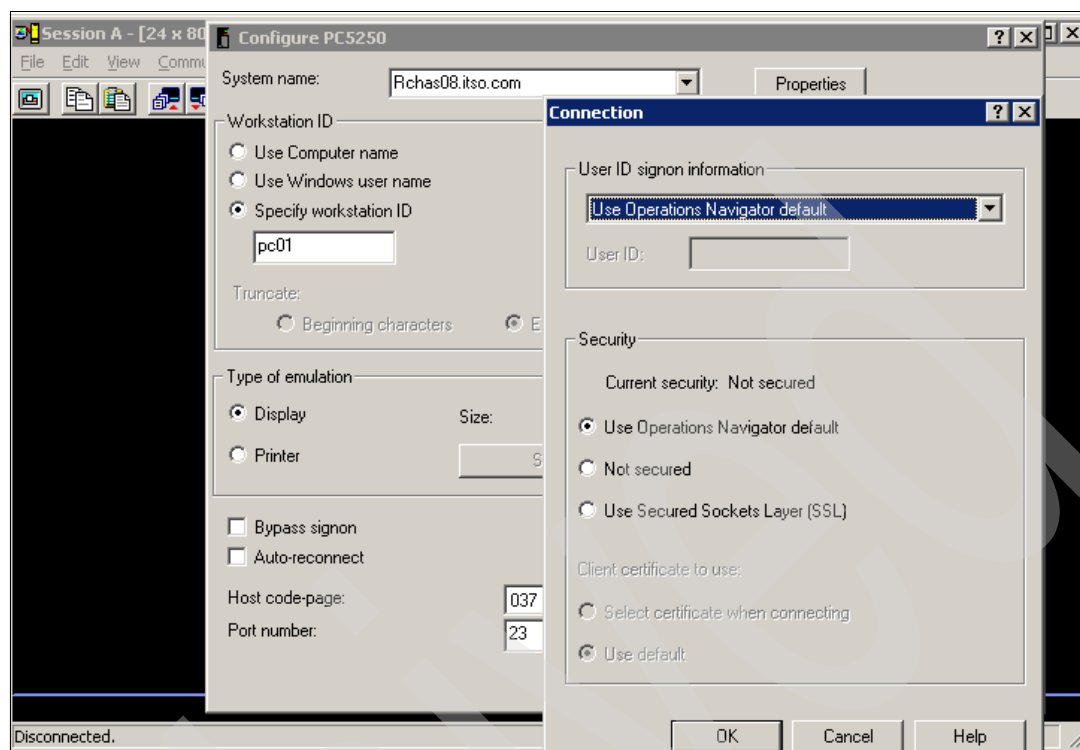 Session A - [24 x 80
Configure PC5250
File Edit View Commu
System name:
Rchas08.itso.com
Properties
Workstation ID
Use Computer name
Use Windows user name
Specify workstation ID
pc01
Truncate:
Beginning characters
E
Type of emulation
Display
Size:
Printer
S
Bypass signon
Auto-reconnect
Host code-page:
037
Port number:
23
Connection
User ID signon information
Use Operations Navigator default
User ID:
Security
Current security: Not secured
Use Operations Navigator default
Not secured
Use Secured Sockets Layer (SSL)
Client certificate to use:
Select certificate when connecting
Use default
OK Cancel Help
Disconnected.